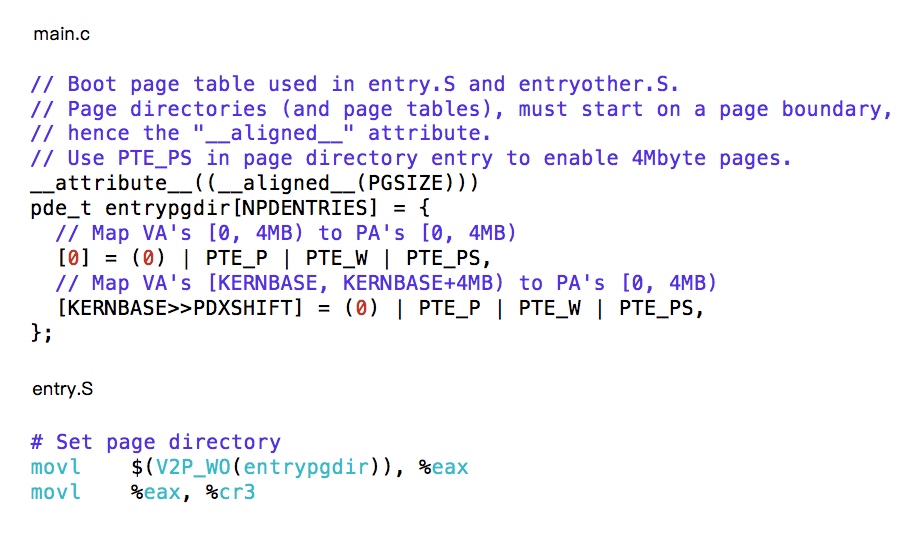 main.c
// Boot page table used in entry.S and entryother.S.
// Page directories (and page tables), must start on a page boundary,
// hence the "__aligned__" attribute.
// Use PTE_PS in page directory entry to enable 4Mbyte pages.
__attribute__((__aligned__(PGSIZE)))
pde_t entrypgdir[NPDENTRIES] = {
  // Map VA's [0, 4MB) to PA's [0, 4MB)
  [0] = (0) | PTE_P | PTE_W | PTE_PS,
  // Map VA's [KERNBASE, KERNBASE+4MB) to PA's [0, 4MB)
  [KERNBASE>>PDXSHIFT] = (0) | PTE_P | PTE_W | PTE_PS,
};
entry.S
# Set page directory
movl    $(V2P_WO(entrypgdir)), %eax
movl    %eax, %cr3